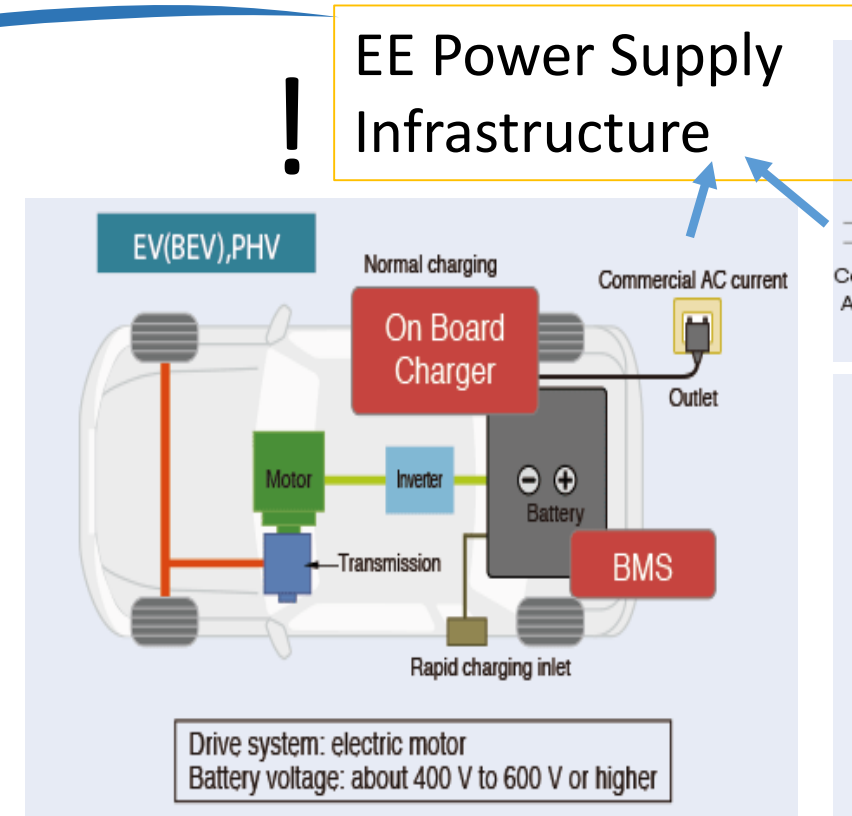 EE Power Supply
Infrastructure
!
EV(BEV),PHV
Normal charging
Commercial AC current
On Board
Charger
Outlet
Motor
Inverter
Battery
Transmission
BMS
Rapid charging inlet
Drive system: electric motor
Battery voltage: about 400 V to 600 V or higher